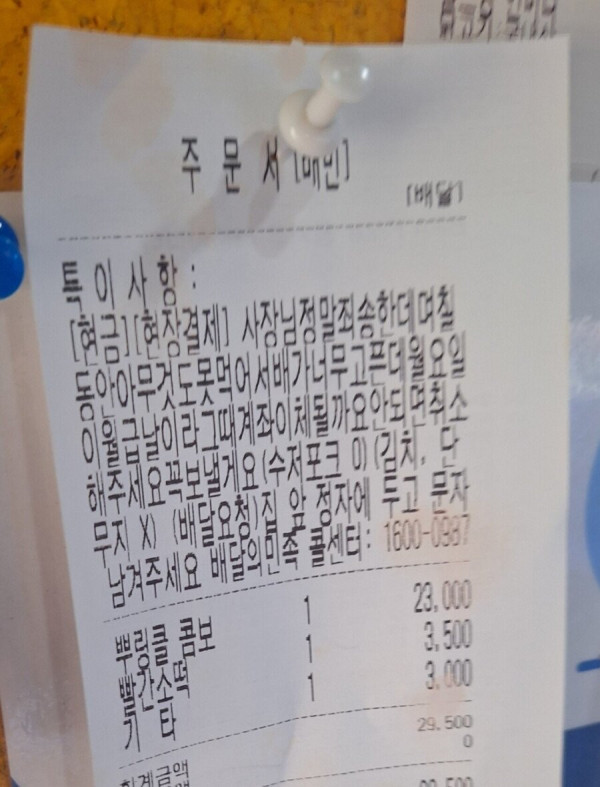 주 문 서 [매민]
[배달]
특 이 사 항 :
[현금][현장결제] 사장님정말죄송한데며칠
동안아무것도못먹어서배가너무고픈데월요일
이월급날이라그때계좌이체될까요안되면취소
해주세요꼭보낼게요(수저포크 O)(김치, 단
무지 X) (배달요청)집 앞 정자에 두고 문자
남겨주세요 배달의민족 콜센터: 1600-0987
뿌링클 콤보 1 23,000
빨간소떡 1 3,500
기 타 1 3,000
29,500
0
합계금액